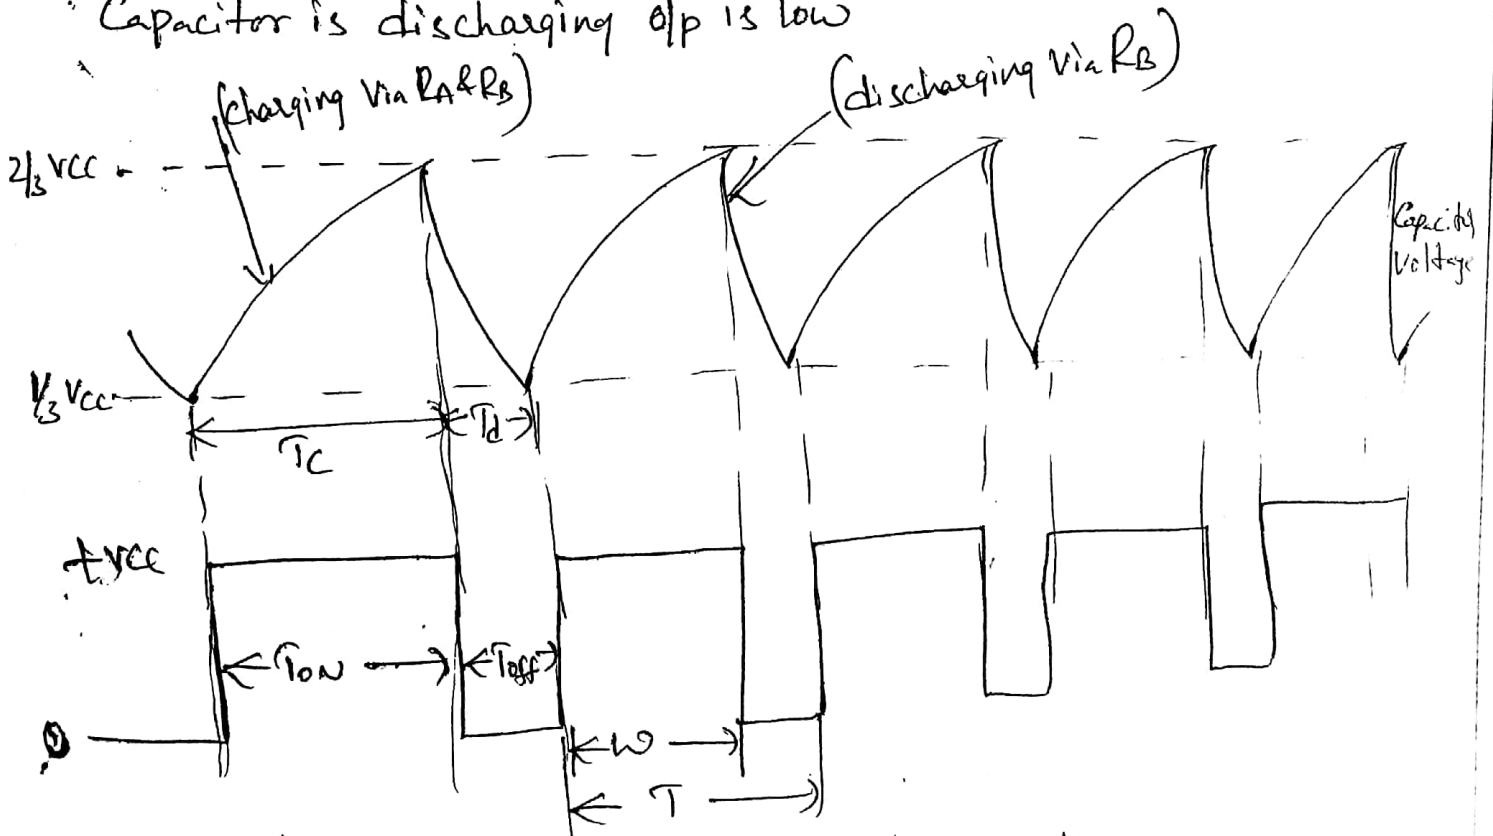 Capacitor is discharging o/p is low
(charging via RA & RB)
(discharging via RB)
2/3 VCC
Capacitor
Voltage
1/3 VCC
TC
Td
+VCC
TON
Toff
0
W
T